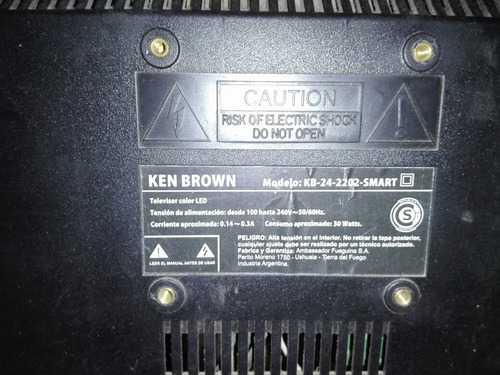 CAUTION
RISK OF ELECTRIC SHOCK
DO NOT OPEN
KEN BROWN Modelo: KB-24-2202-SMART
Televisor color LED
Tensión de alimentación: desde 100 hasta 240V~50/60Hz.
Corriente aproximada: 0.14~0.3A Consumo aproximado: 30 Watts.
PELIGRO: Alta tensión en el interior. No retirar la tapa posterior,
cualquier ajuste debe ser realizado por un técnico autorizado.
Fabrica y Garantiza: Ambassador Fueguina S.A.
Perito Moreno 1750 - Ushuaia - Tierra del Fuego
Industria Argentina.
LEER EL MANUAL ANTES DE USAR